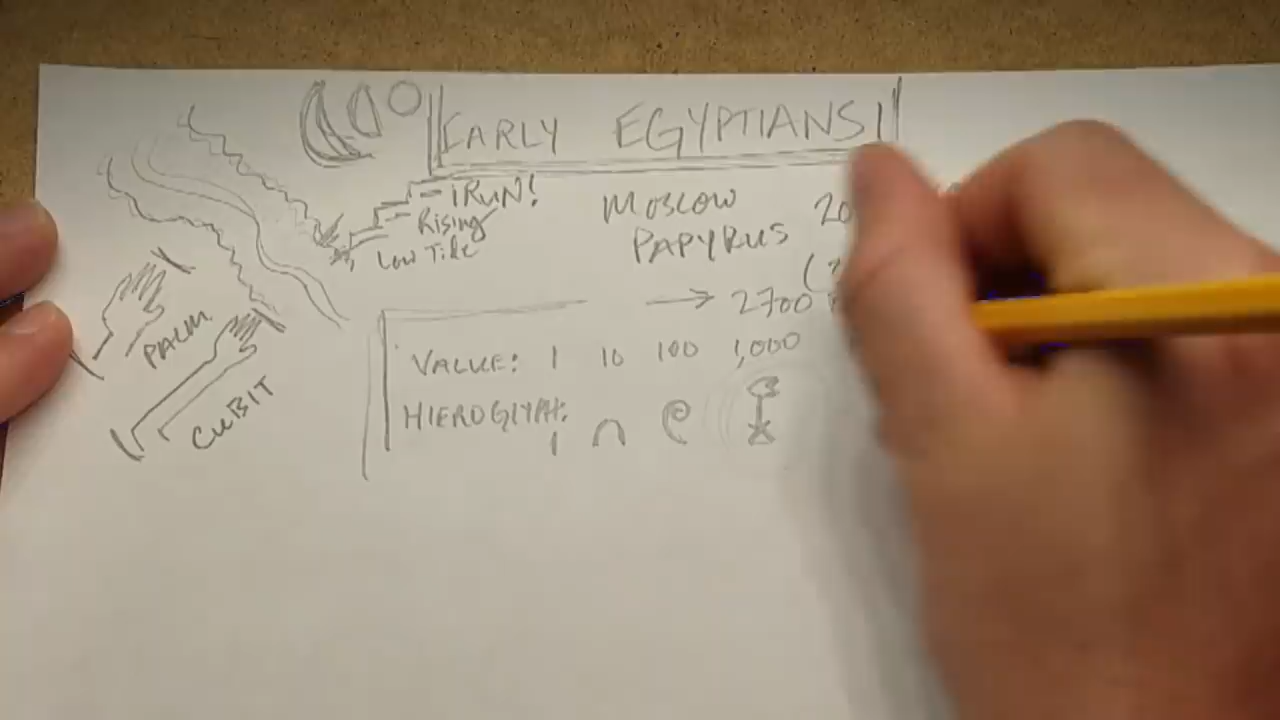 EARLY EGYPTIANS!
¡RUN!
Rising
Low Tide
MOSCOW
PAPYRUS
→ 2700
PALM
CUBIT
VALUE: 1 10 100 1,000
HIEROGLYPH: